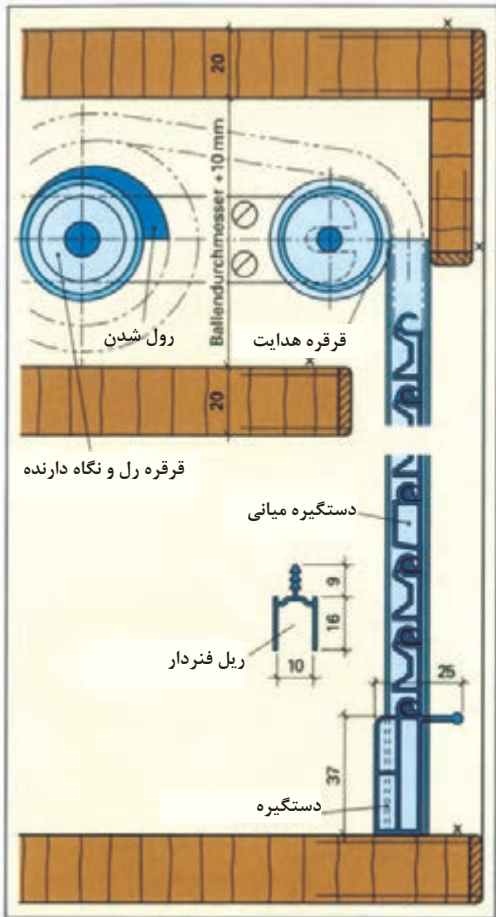 x
20
Ballendurchmesser +10 mm
x
رول شدن
قرقره هدایت
x
20
قرقره رل و نگاه دارنده
دستگیره میانی
9
16
ریل فنردار
10
25
37
دستگیره
x